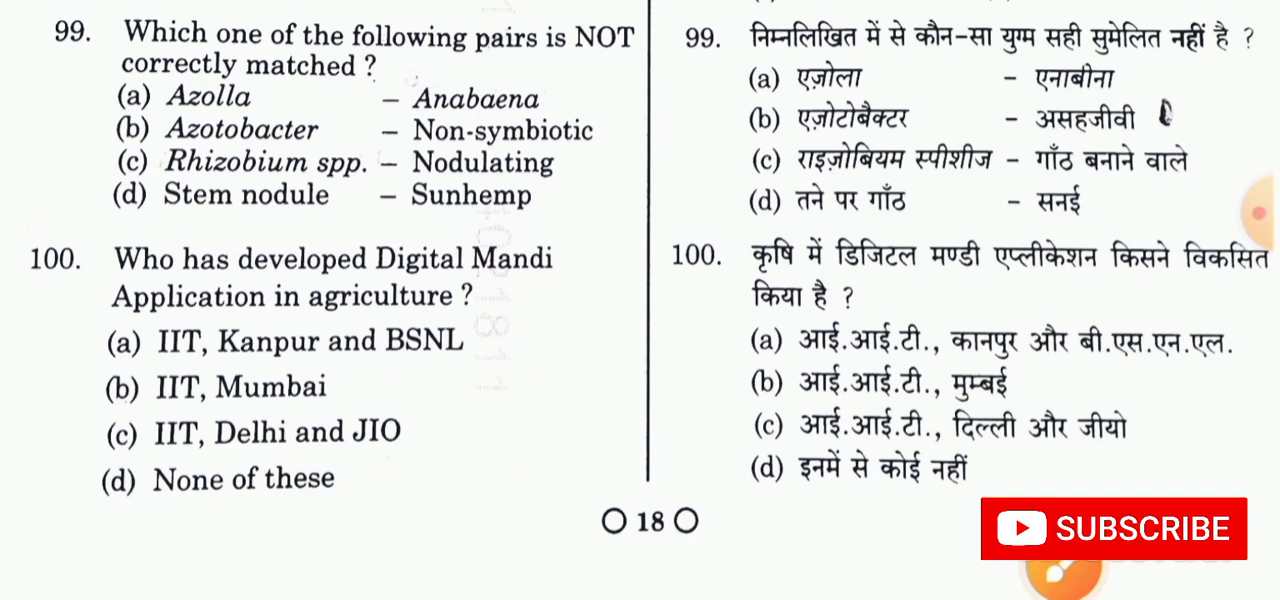 99. Which one of the following pairs is NOT
correctly matched ?
(a) Azolla – Anabaena
(b) Azotobacter – Non-symbiotic
(c) Rhizobium spp. – Nodulating
(d) Stem nodule – Sunhemp
100. Who has developed Digital Mandi
Application in agriculture ?
(a) IIT, Kanpur and BSNL
(b) IIT, Mumbai
(c) IIT, Delhi and JIO
(d) None of these
99. निम्नलिखित में से कौन-सा युग्म सही सुमेलित नहीं है ?
(a) एज़ोला – एनाबीना
(b) एज़ोटोबैक्टर – असहजीवी
(c) राइज़ोबियम स्पीशीज – गाँठ बनाने वाले
(d) तने पर गाँठ – सनई
100. कृषि में डिजिटल मण्डी एप्लीकेशन किसने विकसित
किया है ?
(a) आई.आई.टी., कानपुर और बी.एस.एन.एल.
(b) आई.आई.टी., मुम्बई
(c) आई.आई.टी., दिल्ली और जीयो
(d) इनमें से कोई नहीं
18
SUBSCRIBE